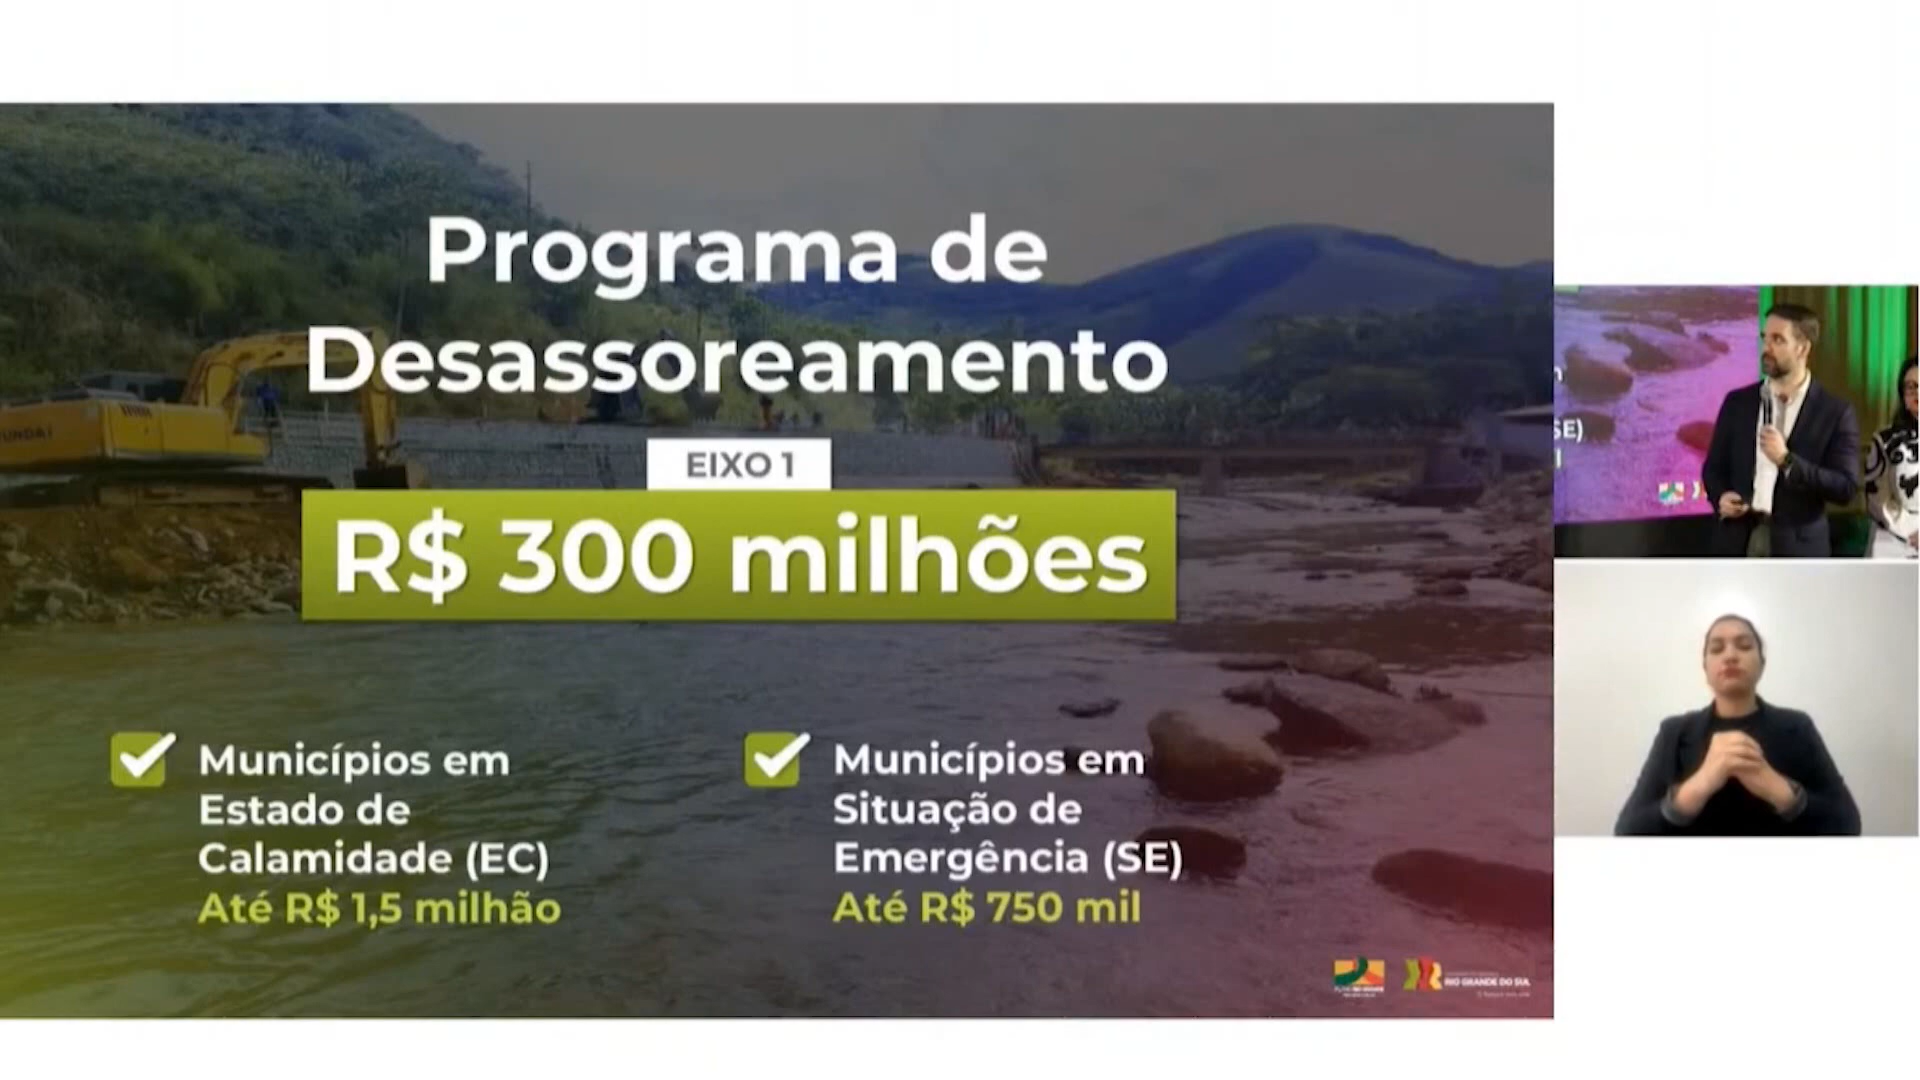 Programa de
Desassoreamento
EIXO 1
R$ 300 milhões
Municípios em
Estado de
Calamidade (EC)
Até R$ 1,5 milhão
Municípios em
Situação de
Emergência (SE)
Até R$ 750 mil
RIO GRANDE DO SUL
SE)